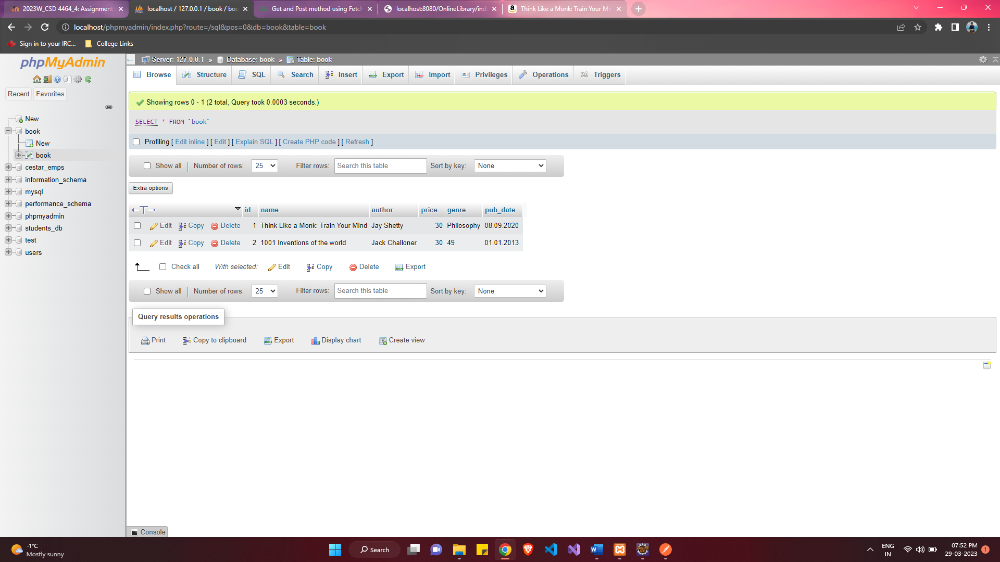 2023W_CSD 4464_4: Assignment
localhost / 127.0.0.1 / book / boo
Get and Post method using Fetch
localhost:8080/OnlineLibrary/ind
Think Like a Monk: Train Your Mi
localhost/phpmyadmin/index.php?route=/sql&pos=0&db=book&table=book
Sign in to your IRC...
College Links
phpMyAdmin
Recent
Favorites
New
book
New
book
cestar_emps
information_schema
mysql
performance_schema
phpmyadmin
students_db
test
users
Server: 127.0.0.1 » Database: book » Table: book
Browse Structure SQL Search Insert Export Import Privileges Operations Triggers
Showing rows 0 - 1 (2 total, Query took 0.0003 seconds.)
SELECT * FROM `book`
Profiling [ Edit inline ] [ Edit ] [ Explain SQL ] [ Create PHP code ] [ Refresh ]
Show all | Number of rows: 25 Filter rows: Search this table Sort by key: None
Extra options
id name author price genre pub_date
Edit Copy Delete 1 Think Like a Monk: Train Your Mind Jay Shetty 30 Philosophy 08.09.2020
Edit Copy Delete 2 1001 Inventions of the world Jack Challoner 30 49 01.01.2013
Check all With selected: Edit Copy Delete Export
Show all | Number of rows: 25 Filter rows: Search this table Sort by key: None
Query results operations
Print Copy to clipboard Export Display chart Create view
Console
-1°C
Mostly sunny
Search
ENG
IN
07:52 PM
29-03-2023
1